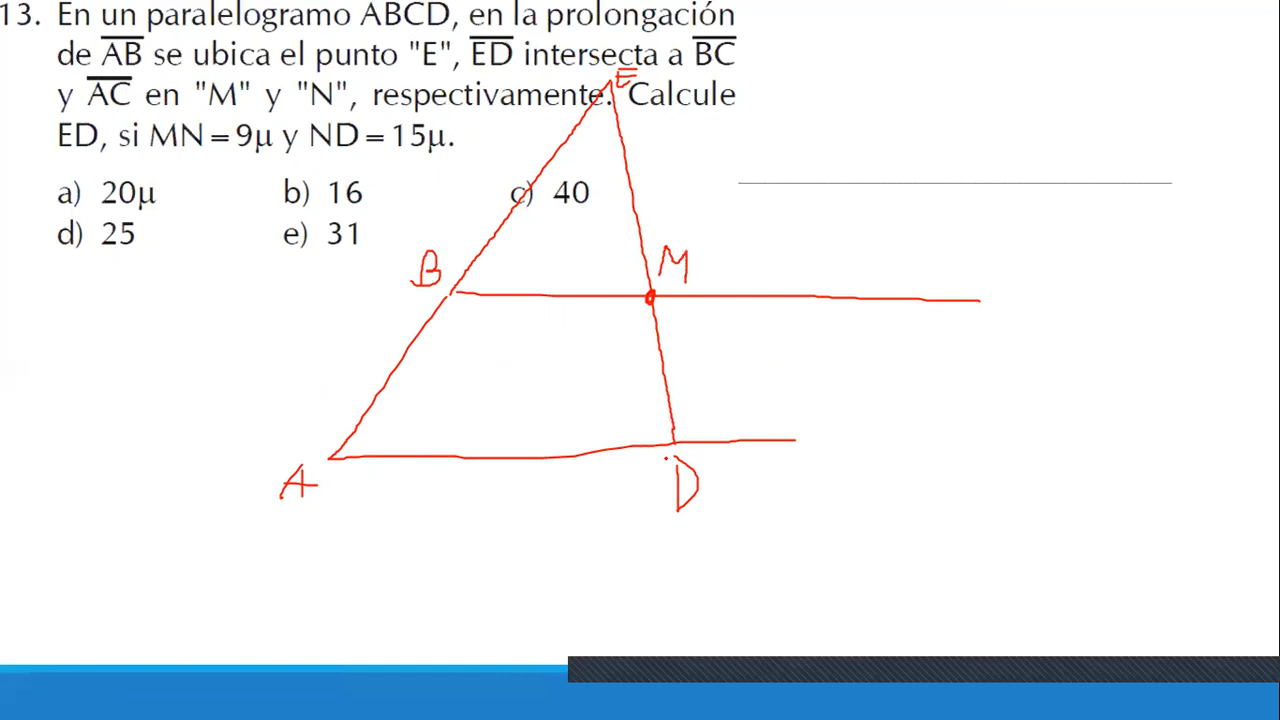 13. En un paralelogramo ABCD, en la prolongación
de AB se ubica el punto "E", ED intersecta a BC
y AC en "M" y "N", respectivamente. Calcule
ED, si MN = 9μ y ND = 15μ.
a) 20μ b) 16 c) 40
d) 25 e) 31
E
B M
A D